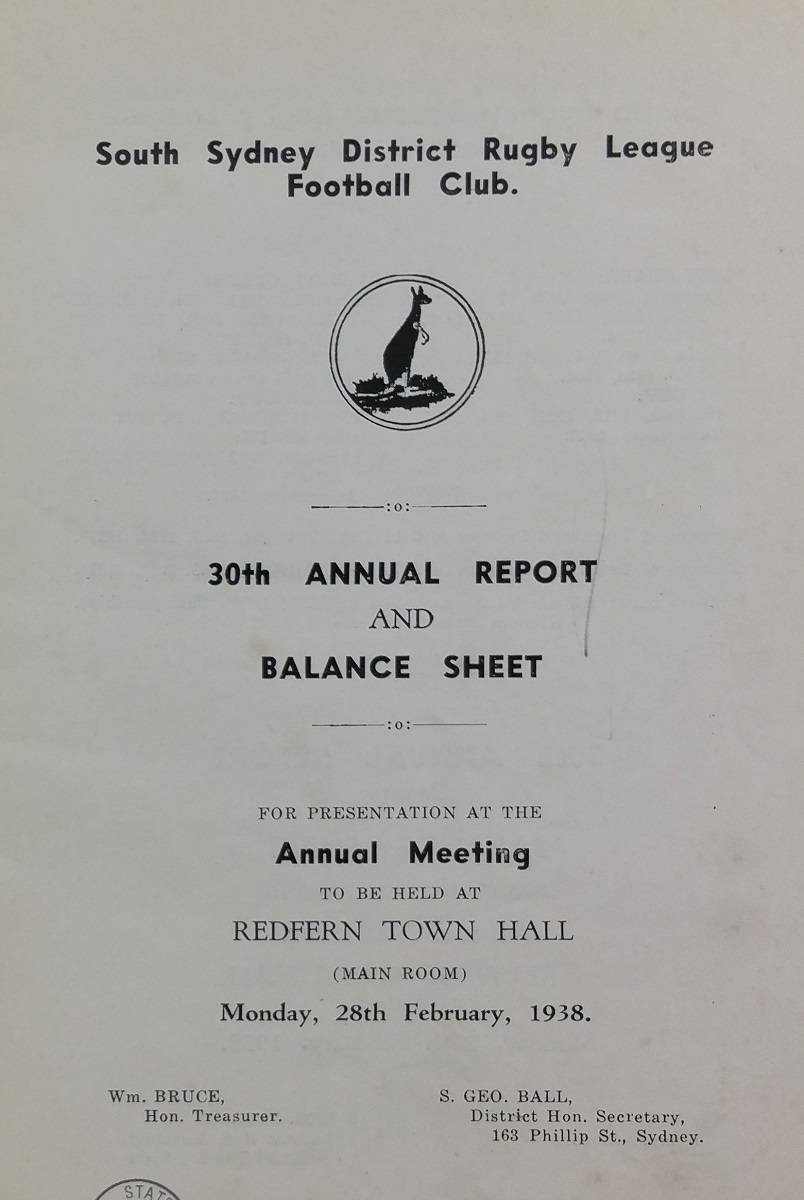 South Sydney District Rugby League
Football Club.
:o:
30th ANNUAL REPORT
AND
BALANCE SHEET
:o:
FOR PRESENTATION AT THE
Annual Meeting
TO BE HELD AT
REDFERN TOWN HALL
(MAIN ROOM)
Monday, 28th February, 1938.
Wm. BRUCE,
Hon. Treasurer.
S. GEO. BALL,
District Hon. Secretary,
163 Phillip St., Sydney.